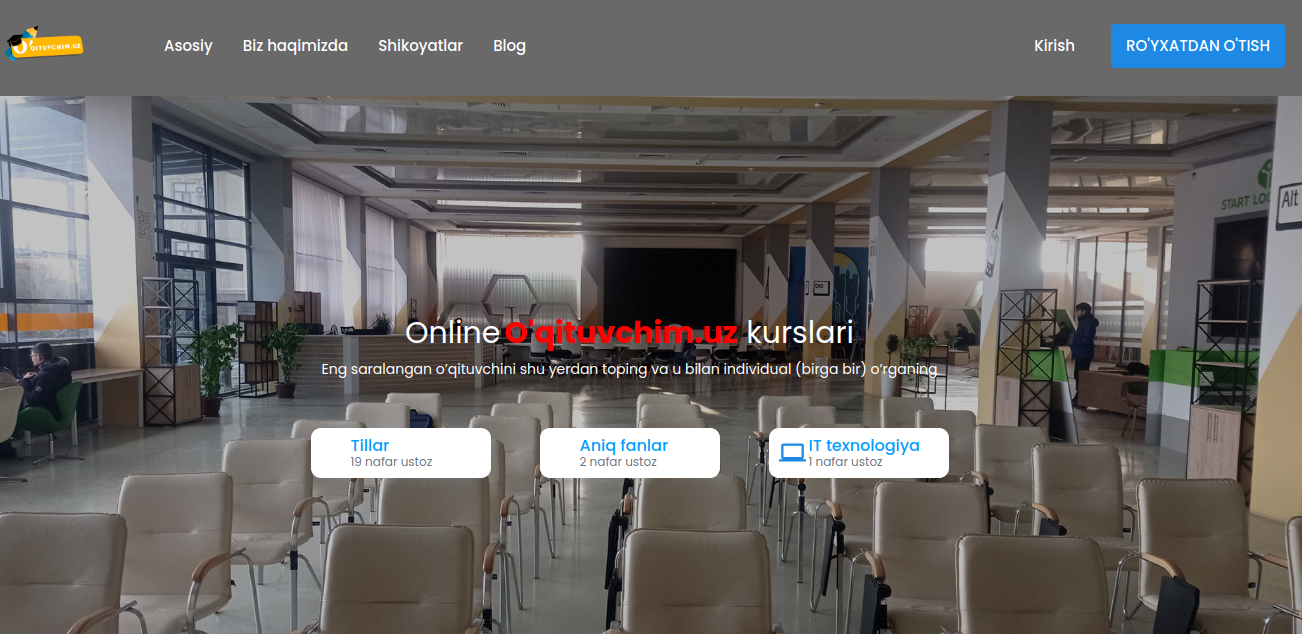 O'QITUVCHIM.UZ
Asosiy
Biz haqimizda
Shikoyatlar
Blog
Kirish
RO'YXATDAN O'TISH
START LOC
Alt
Online O'qituvchim.uz kurslari
Eng saralangan o'qituvchini shu yerdan toping va u bilan individual (birga bir) o'rganing
Tillar
19 nafar ustoz
Aniq fanlar
2 nafar ustoz
IT texnologiya
1 nafar ustoz